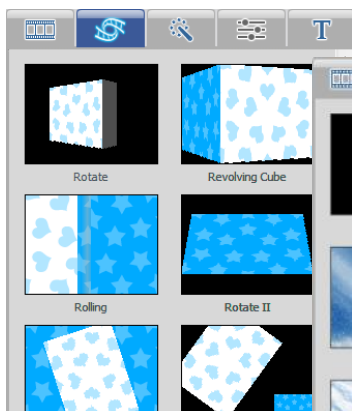 T
Rotate
Revolving Cube
Rolling
Rotate II